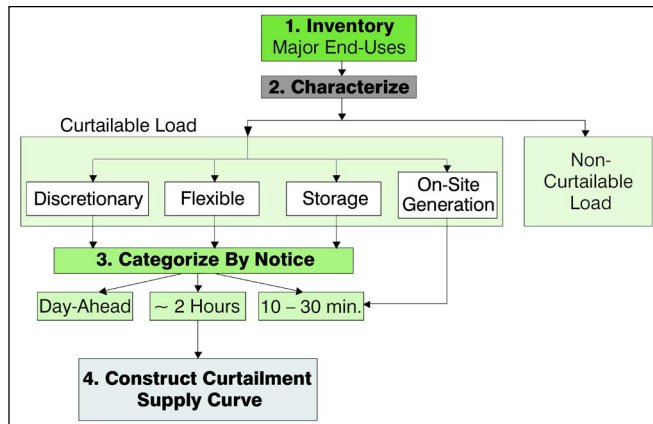 1. Inventory
Major End-Uses
2. Characterize
Curtailable Load
Discretionary
Flexible
Storage
On-Site
Generation
Non-
Curtailable
Load
3. Categorize By Notice
Day-Ahead
~ 2 Hours
10 – 30 min.
4. Construct Curtailment
Supply Curve